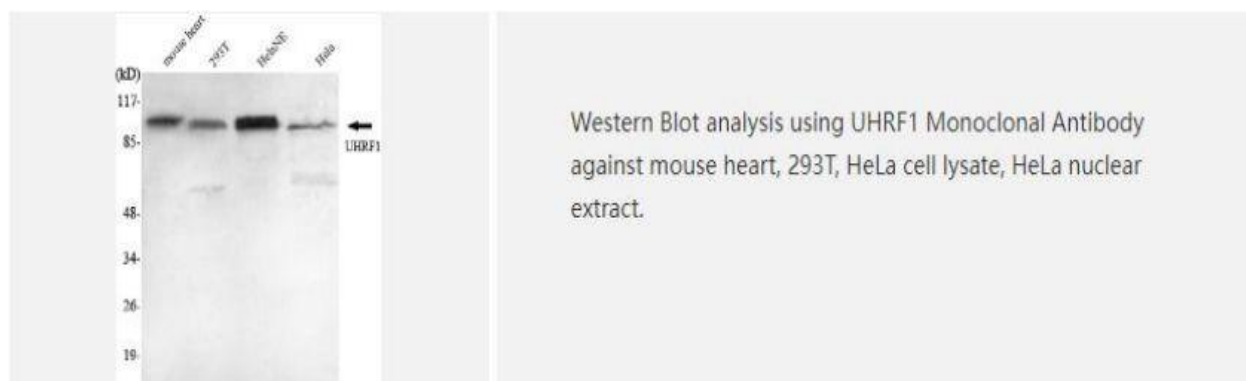 mouse heart
293T
HelaNE
Hela
(kD)
117-
85-
UHRF1
48-
34-
26-
19-
Western Blot analysis using UHRF1 Monoclonal Antibody
against mouse heart, 293T, HeLa cell lysate, HeLa nuclear
extract.